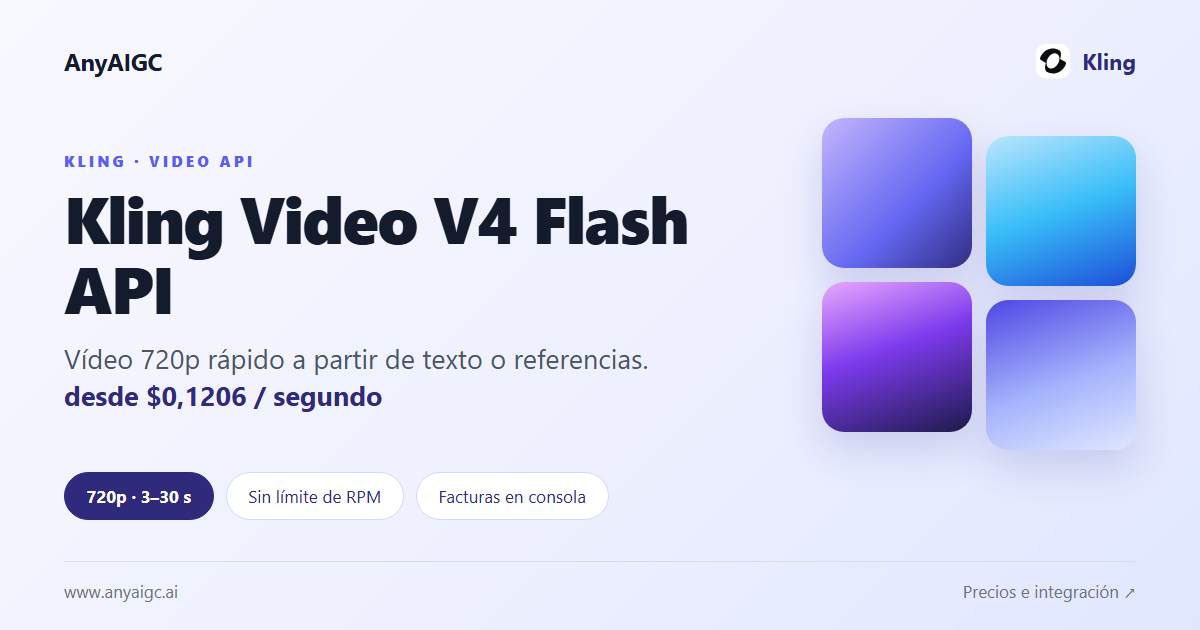 AnyAIGC
Kling
KLING · VIDEO API
Kling Video V4 Flash
API
Vídeo 720p rápido a partir de texto o referencias.
desde $0,1206 / segundo
720p · 3–30 s
Sin límite de RPM
Facturas en consola
www.anyaigc.ai
Precios e integración ↗